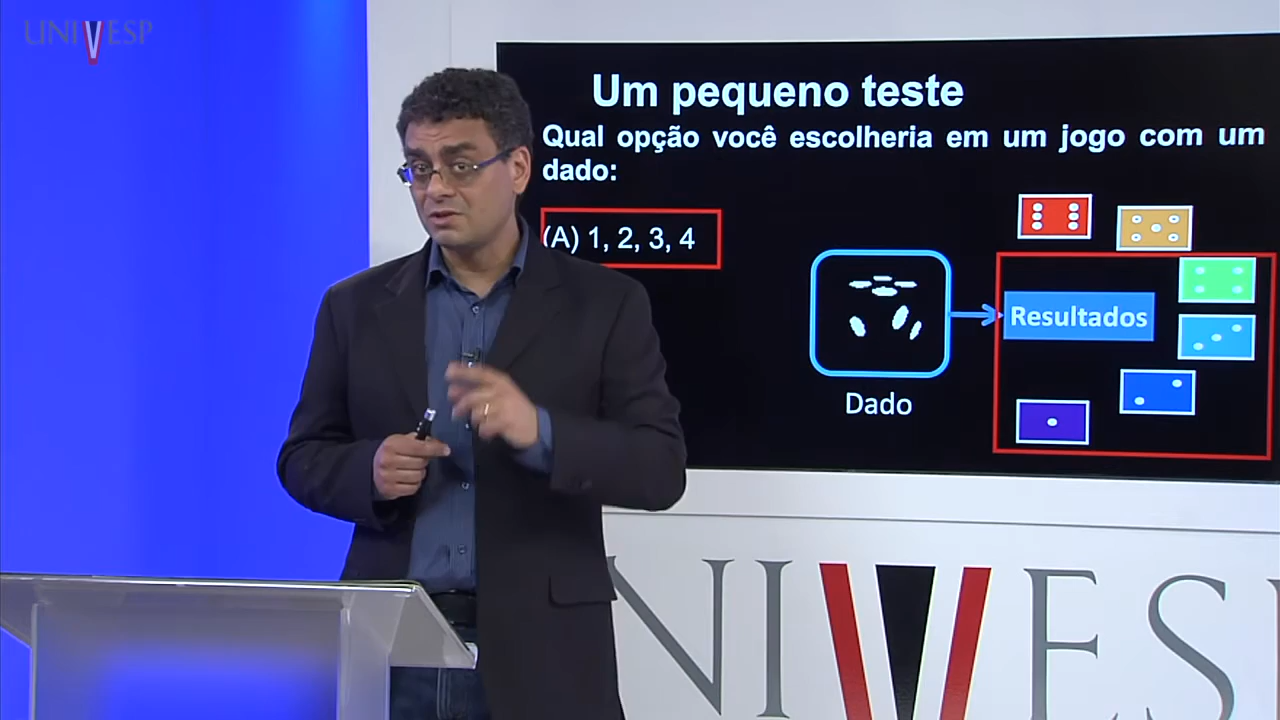 UNIVESP
Um pequeno teste
Qual opção você escolheria em um jogo com um
dado:
(A) 1, 2, 3, 4
Resultados
Dado
NIVESP